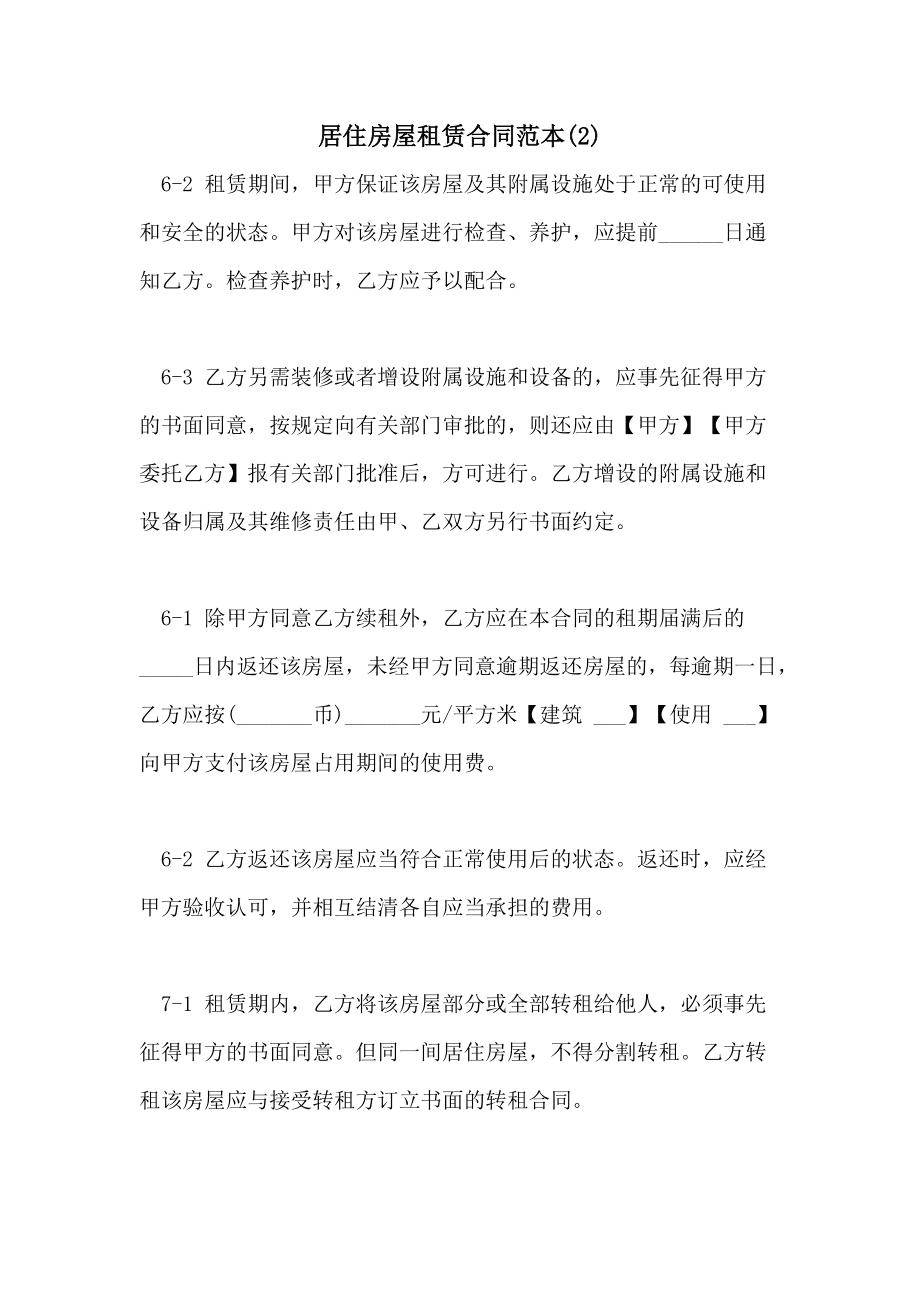 居住房屋租赁合同范本(2)
6-2 租赁期间，甲方保证该房屋及其附属设施处于正常的可使用
和安全的状态。甲方对该房屋进行检查、养护，应提前______日通
知乙方。检查养护时，乙方应予以配合。
6-3 乙方另需装修或者增设附属设施和设备的，应事先征得甲方
的书面同意，按规定向有关部门审批的，则还应由【甲方】【甲方
委托乙方】报有关部门批准后，方可进行。乙方增设的附属设施和
设备归属及其维修责任由甲、乙双方另行书面约定。
6-1 除甲方同意乙方续租外，乙方应在本合同的租期届满后的
_____日内返还该房屋，未经甲方同意逾期返还房屋的，每逾期一日，
乙方应按(_______币)_______元/平方米【建筑 ___】【使用 ___】
向甲方支付该房屋占用期间的使用费。
6-2 乙方返还该房屋应当符合正常使用后的状态。返还时，应经
甲方验收认可，并相互结清各自应当承担的费用。
7-1 租赁期内，乙方将该房屋部分或全部转租给他人，必须事先
征得甲方的书面同意。但同一间居住房屋，不得分割转租。乙方转
租该房屋应与接受转租方订立书面的转租合同。